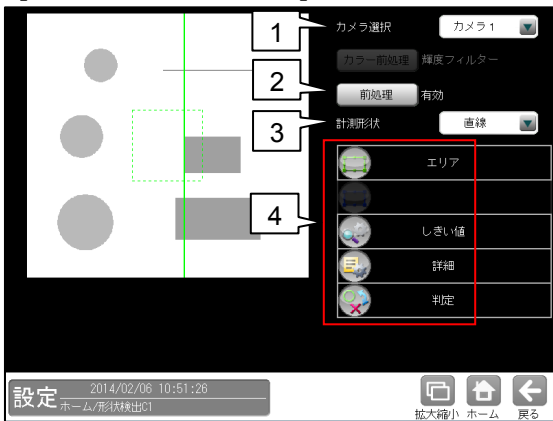 1
カメラ選択
カメラ1
カラー前処理
輝度フィルター
2
前処理
有効
3
計測形状
直線
4
エリア
しきい値
詳細
判定
設定
2014/02/06 10:51:26
ホーム/形状検出C1
拡大縮小
ホーム
戻る